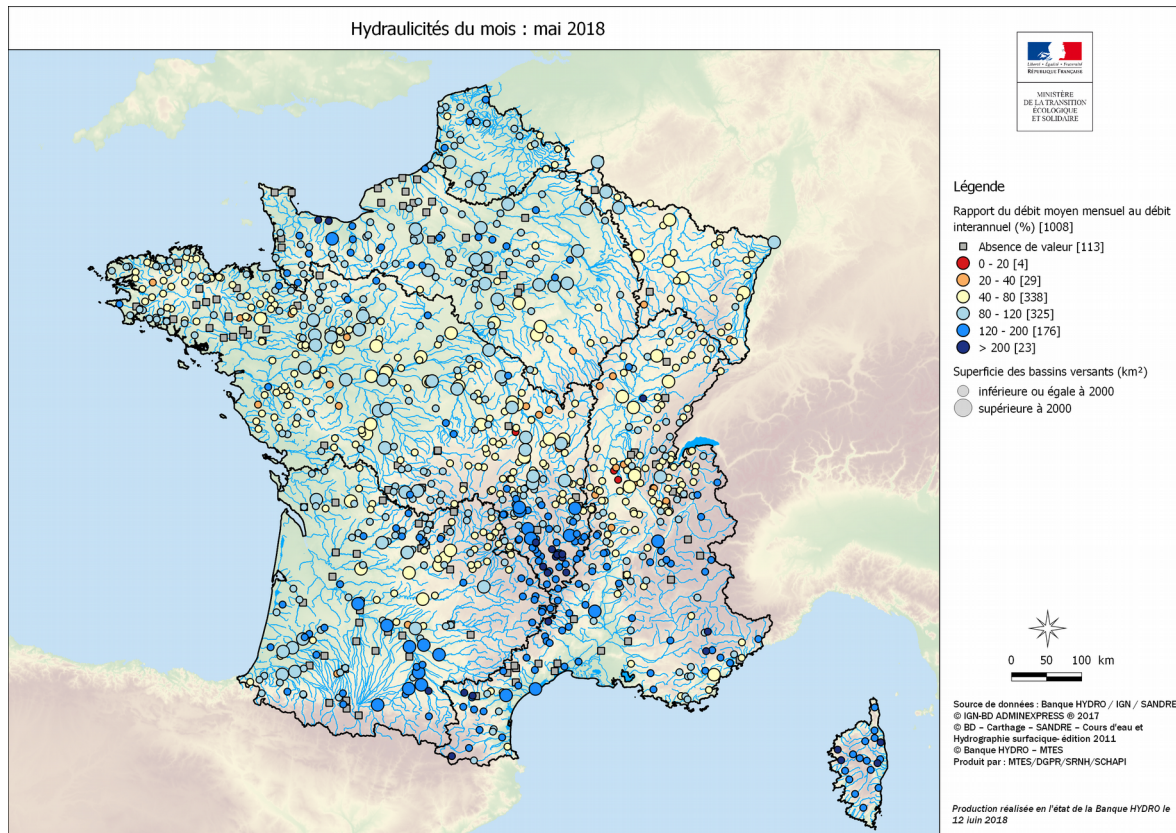 Hydraulicités du mois : mai 2018
Liberté • Égalité • Fraternité
RÉPUBLIQUE FRANÇAISE
MINISTÈRE
DE LA TRANSITION
ÉCOLOGIQUE
ET SOLIDAIRE
Légende
Rapport du débit moyen mensuel au débit
interannuel (%) [1008]
Absence de valeur [113]
0 - 20 [4]
20 - 40 [29]
40 - 80 [338]
80 - 120 [325]
120 - 200 [176]
> 200 [23]
Superficie des bassins versants (km²)
inférieure ou égale à 2000
supérieure à 2000
0 50 100 km
Source de données : Banque HYDRO / IGN / SANDRE
© IGN-BD ADMINEXPRESS ® 2017
© BD – Carthage – SANDRE – Cours d'eau et
Hydrographie surfacique- édition 2011
© Banque HYDRO – MTES
Produit par : MTES/DGPR/SRNH/SCHAPI
Production réalisée en l'état de la Banque HYDRO le
12 juin 2018